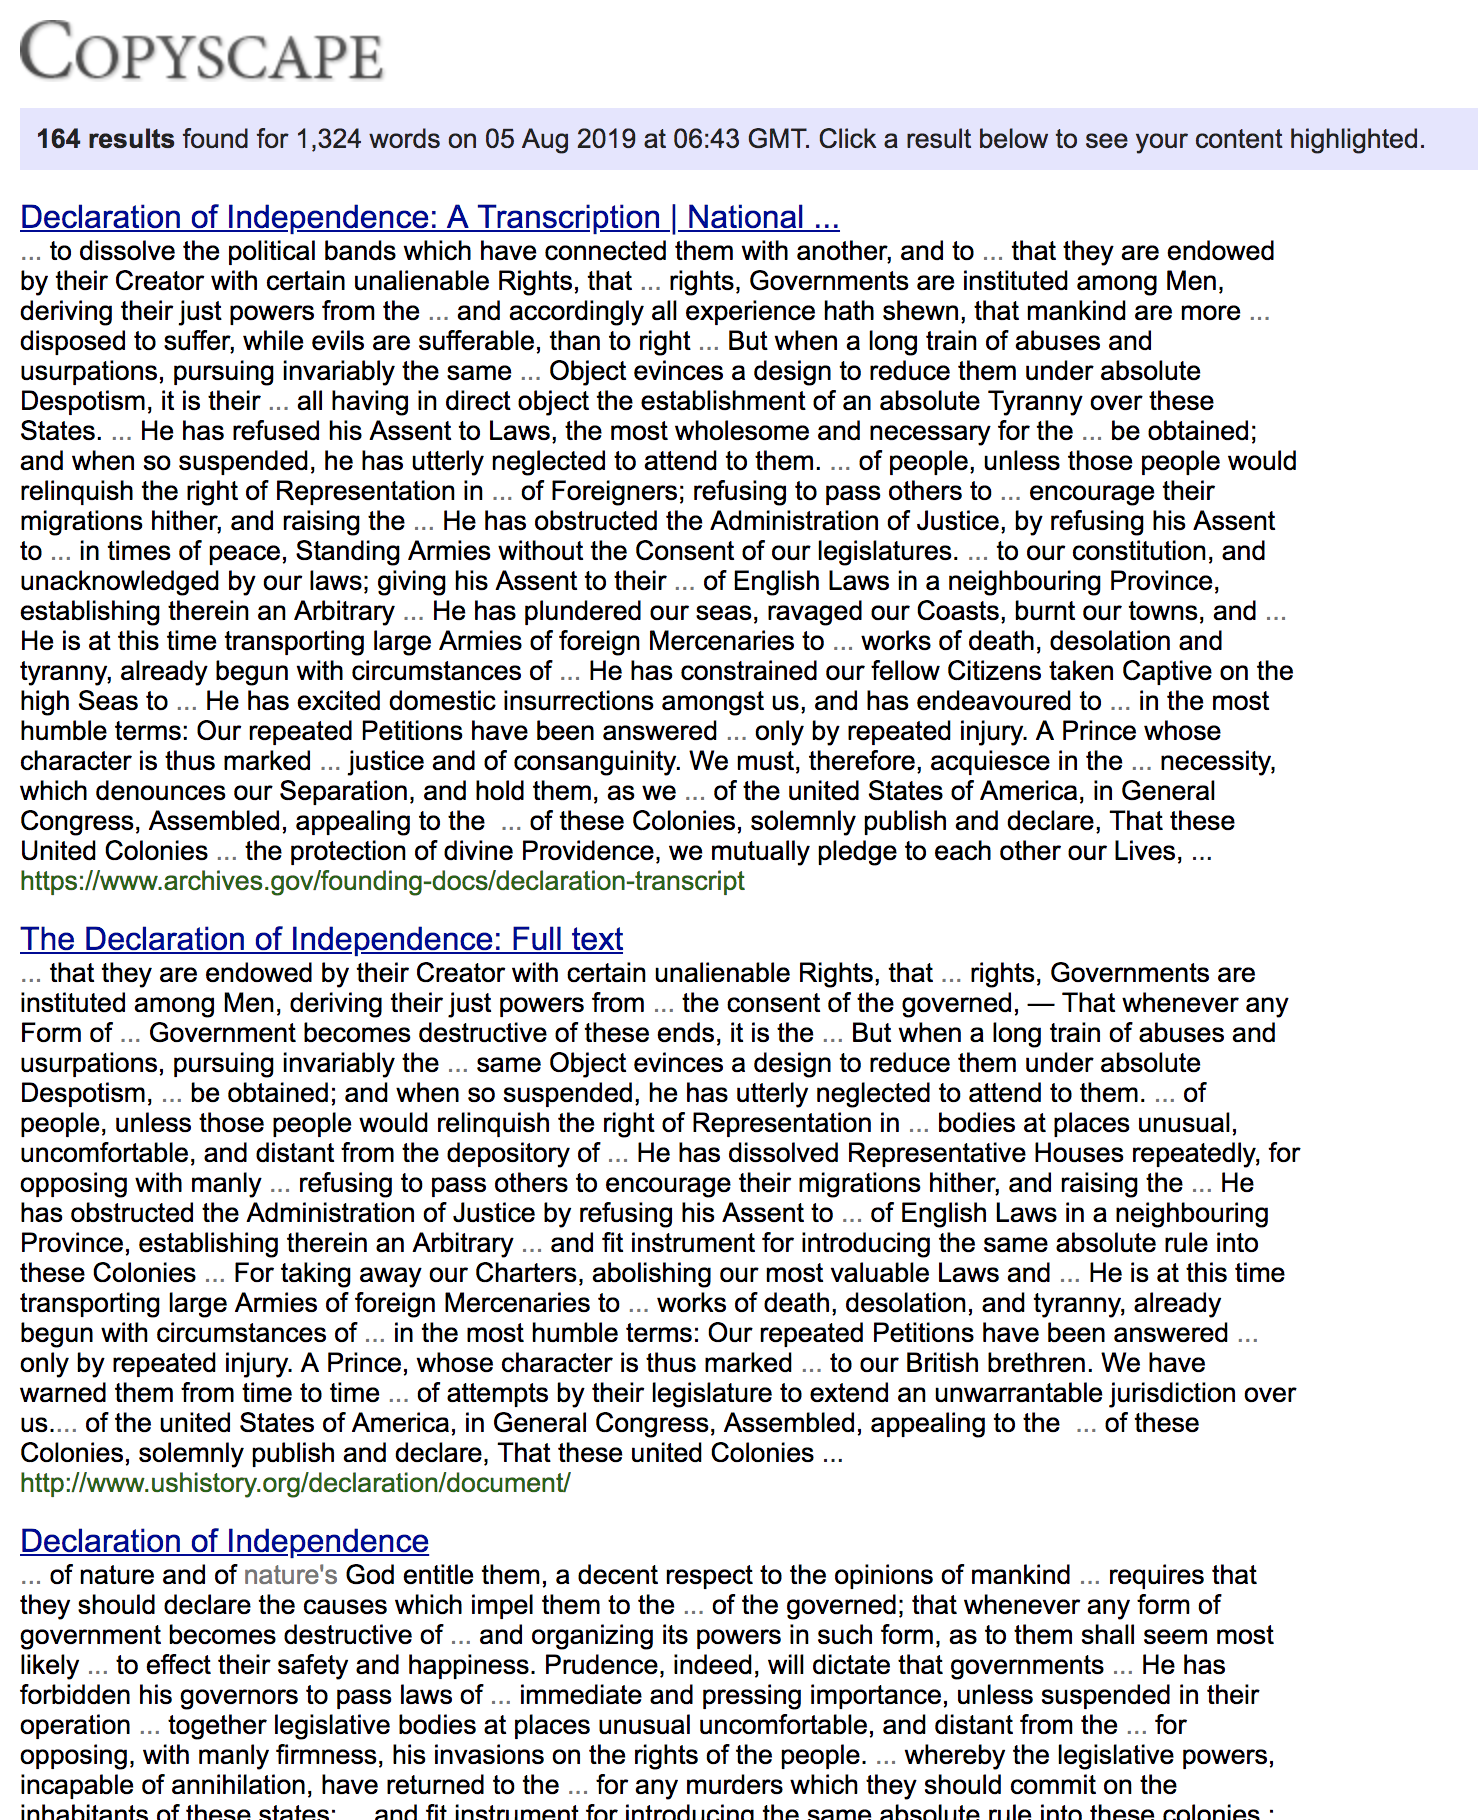 COPYSCAPE
164 results found for 1,324 words on 05 Aug 2019 at 06:43 GMT. Click a result below to see your content highlighted.
Declaration of Independence: A Transcription | National ...
... to dissolve the political bands which have connected them with another, and to ... that they are endowed
by their Creator with certain unalienable Rights, that ... rights, Governments are instituted among Men,
deriving their just powers from the ... and accordingly all experience hath shewn, that mankind are more ...
disposed to suffer, while evils are sufferable, than to right ... But when a long train of abuses and
usurpations, pursuing invariably the same ... Object evinces a design to reduce them under absolute
Despotism, it is their ... all having in direct object the establishment of an absolute Tyranny over these
States. ... He has refused his Assent to Laws, the most wholesome and necessary for the ... be obtained;
and when so suspended, he has utterly neglected to attend to them. ... of people, unless those people would
relinquish the right of Representation in ... of Foreigners; refusing to pass others to ... encourage their
migrations hither, and raising the ... He has obstructed the Administration of Justice, by refusing his Assent
to ... in times of peace, Standing Armies without the Consent of our legislatures. ... to our constitution, and
unacknowledged by our laws; giving his Assent to their ... of English Laws in a neighbouring Province,
establishing therein an Arbitrary ... He has plundered our seas, ravaged our Coasts, burnt our towns, and ...
He is at this time transporting large Armies of foreign Mercenaries to ... works of death, desolation and
tyranny, already begun with circumstances of ... He has constrained our fellow Citizens taken Captive on the
high Seas to ... He has excited domestic insurrections amongst us, and has endeavoured to ... in the most
humble terms: Our repeated Petitions have been answered ... only by repeated injury. A Prince whose
character is thus marked ... justice and of consanguinity. We must, therefore, acquiesce in the ... necessity,
which denounces our Separation, and hold them, as we ... of the united States of America, in General
Congress, Assembled, appealing to the ... of these Colonies, solemnly publish and declare, That these
United Colonies ... the protection of divine Providence, we mutually pledge to each other our Lives, ...
https://www.archives.gov/founding-docs/declaration-transcript
The Declaration of Independence: Full text
... that they are endowed by their Creator with certain unalienable Rights, that ... rights, Governments are
instituted among Men, deriving their just powers from ... the consent of the governed, — That whenever any
Form of ... Government becomes destructive of these ends, it is the ... But when a long train of abuses and
usurpations, pursuing invariably the ... same Object evinces a design to reduce them under absolute
Despotism, ... be obtained; and when so suspended, he has utterly neglected to attend to them. ... of
people, unless those people would relinquish the right of Representation in ... bodies at places unusual,
uncomfortable, and distant from the depository of ... He has dissolved Representative Houses repeatedly, for
opposing with manly ... refusing to pass others to encourage their migrations hither, and raising the ... He
has obstructed the Administration of Justice by refusing his Assent to ... of English Laws in a neighbouring
Province, establishing therein an Arbitrary ... and fit instrument for introducing the same absolute rule into
these Colonies ... For taking away our Charters, abolishing our most valuable Laws and ... He is at this time
transporting large Armies of foreign Mercenaries to ... works of death, desolation, and tyranny, already
begun with circumstances of ... in the most humble terms: Our repeated Petitions have been answered ...
only by repeated injury. A Prince, whose character is thus marked ... to our British brethren. We have
warned them from time to time ... of attempts by their legislature to extend an unwarrantable jurisdiction over
us.... of the united States of America, in General Congress, Assembled, appealing to the ... of these
Colonies, solemnly publish and declare, That these united Colonies ...
http://www.ushistory.org/declaration/document/
Declaration of Independence
... of nature and of nature's God entitle them, a decent respect to the opinions of mankind ... requires that
they should declare the causes which impel them to the ... of the governed; that whenever any form of
government becomes destructive of ... and organizing its powers in such form, as to them shall seem most
likely ... to effect their safety and happiness. Prudence, indeed, will dictate that governments ... He has
forbidden his governors to pass laws of ... immediate and pressing importance, unless suspended in their
operation ... together legislative bodies at places unusual uncomfortable, and distant from the ... for
opposing, with manly firmness, his invasions on the rights of the people. ... whereby the legislative powers,
incapable of annihilation, have returned to the ... for any murders which they should commit on the
inhabitants of these states: ... and fit instrument for introducing the same absolute rule into these colonies :